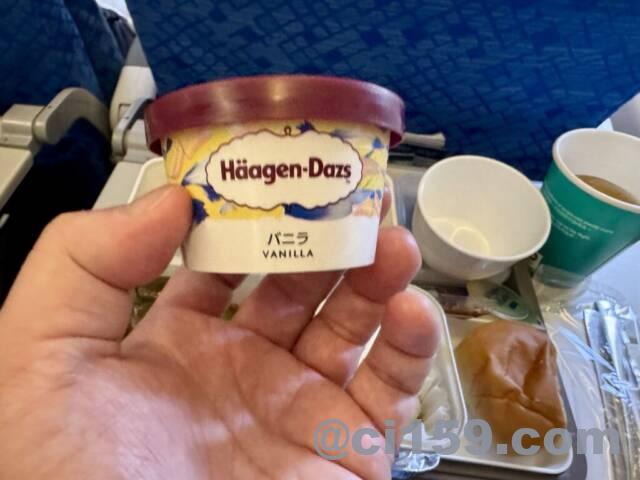 Häagen-Dazs
バニラ
VANILLA
@ci159.com